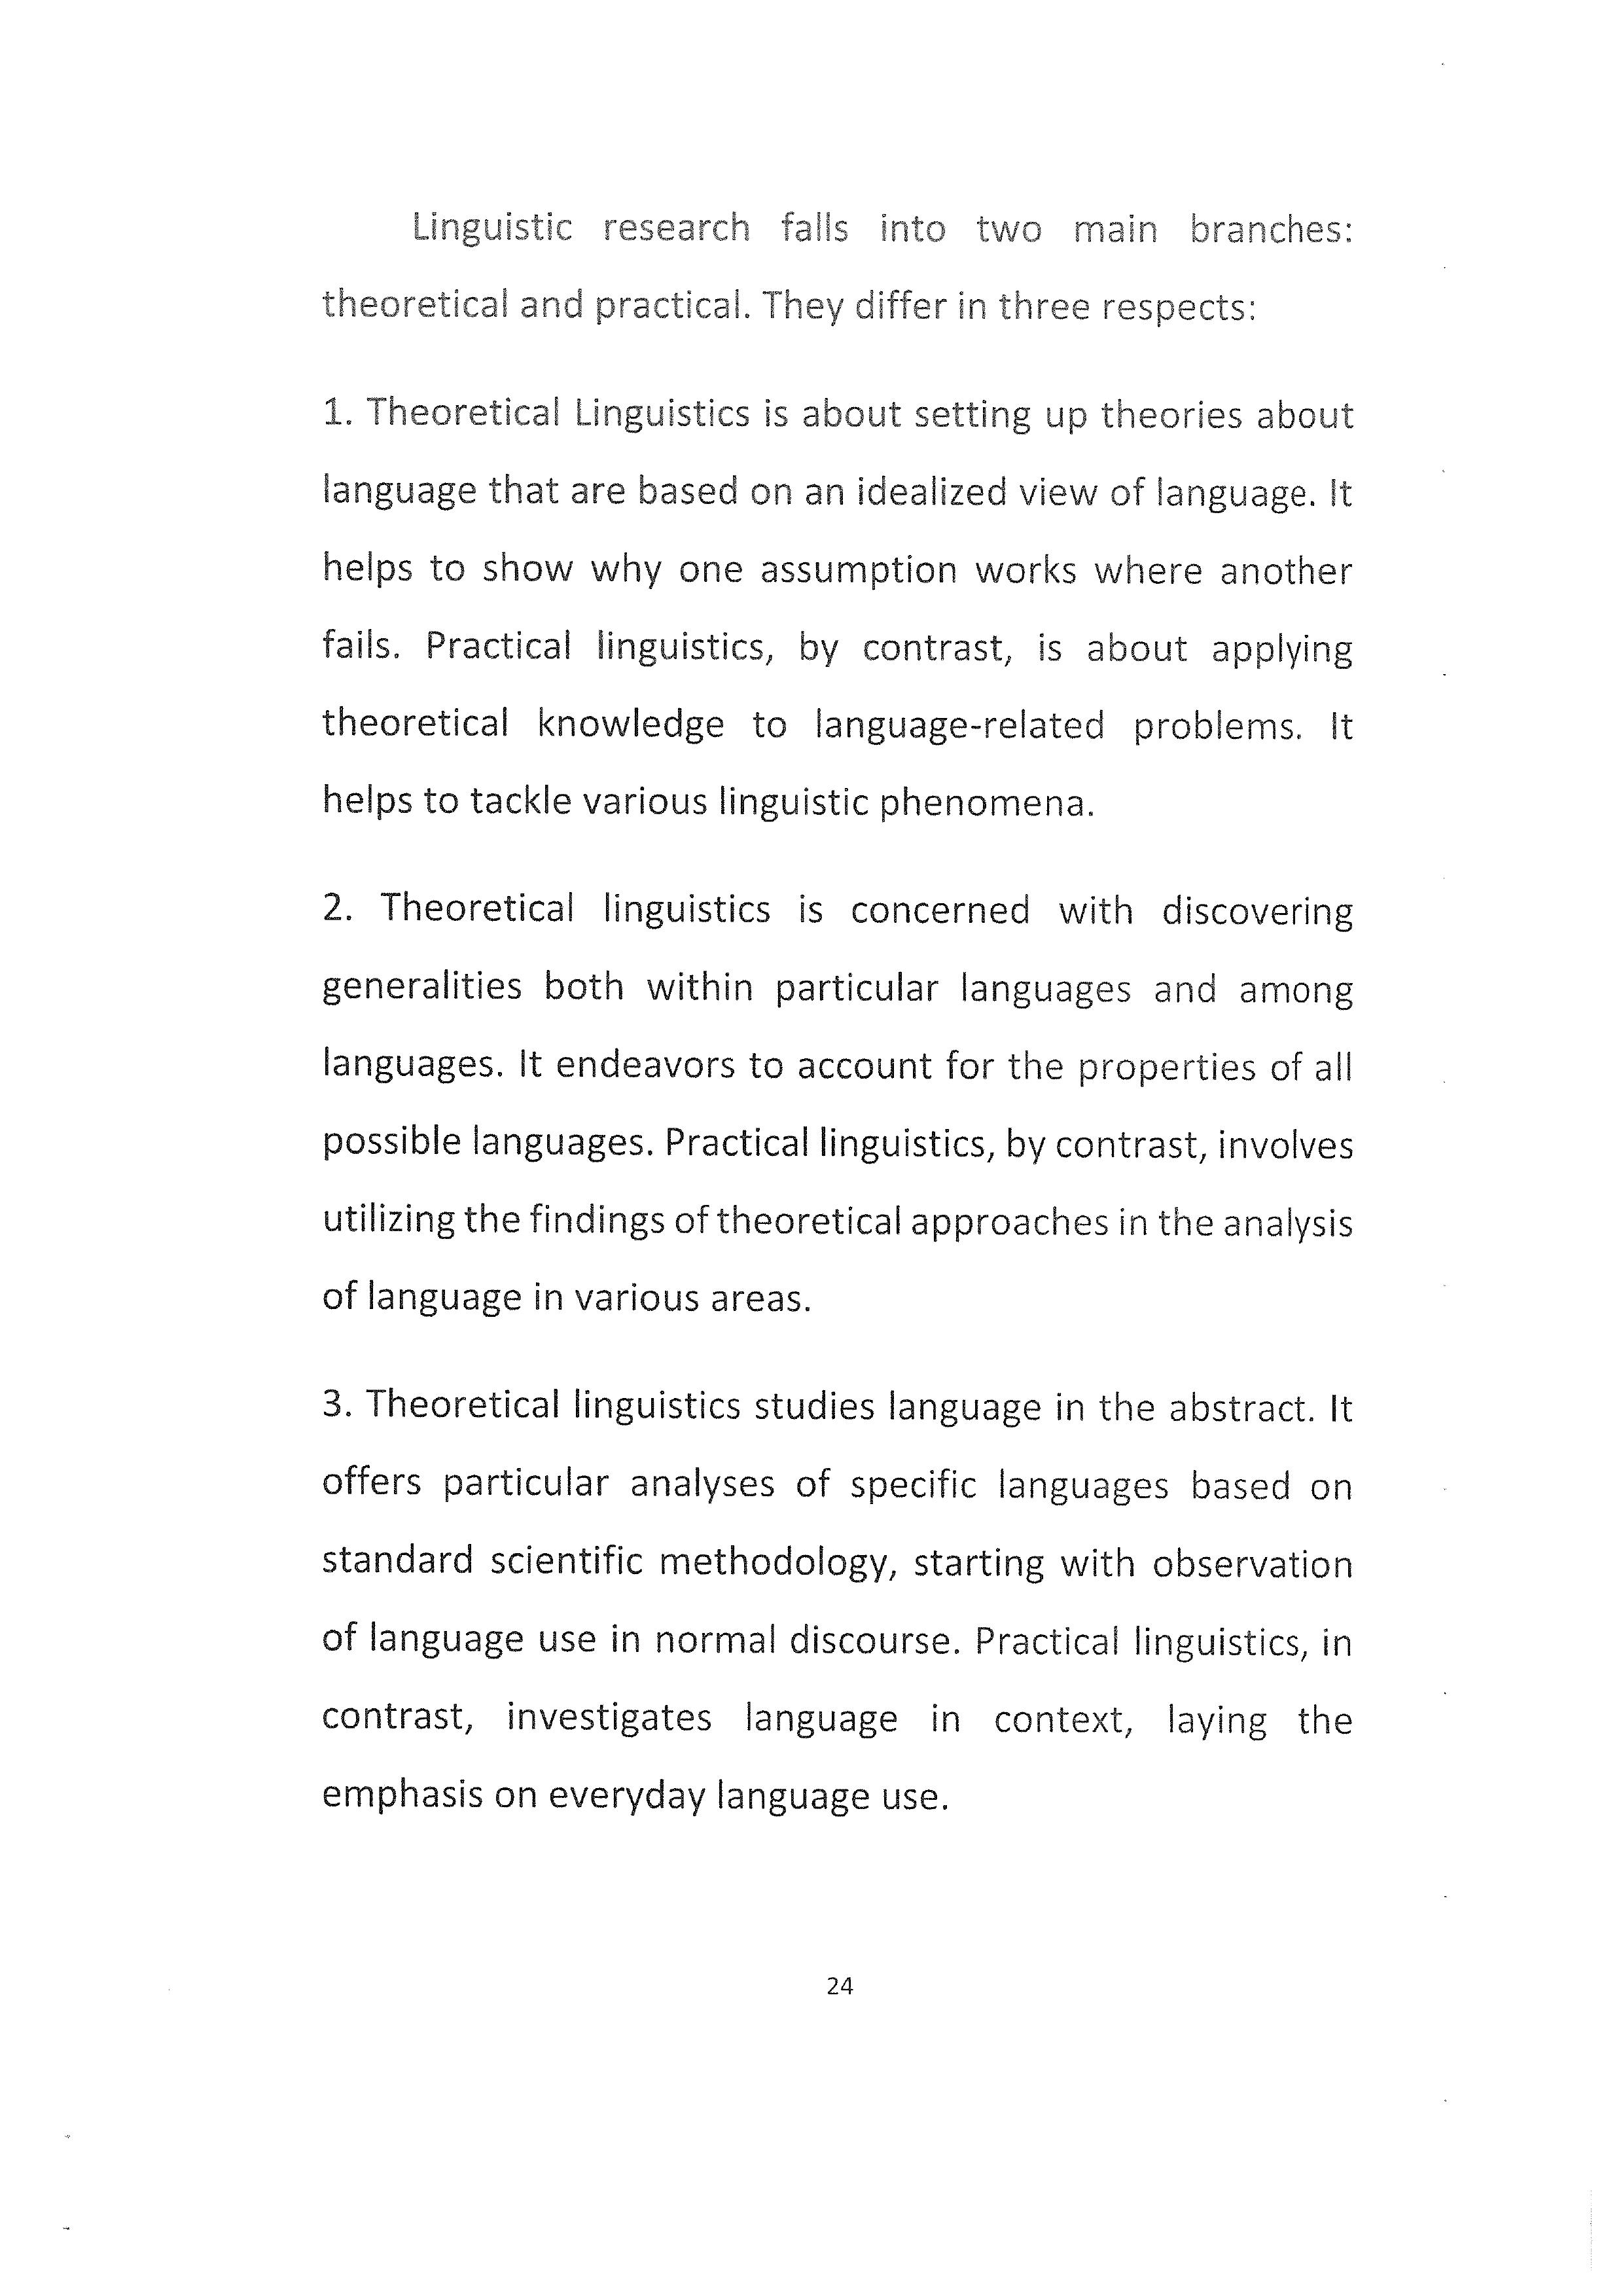 Linguistic research falls into two main branches:
theoretical and practical. They differ in three respects:
1. Theoretical Linguistics is about setting up theories about
language that are based on an idealized view of language. It
helps to show why one assumption works where another
fails. Practical linguistics, by contrast, is about applying
theoretical knowledge to language-related problems. It
helps to tackle various linguistic phenomena.
2. Theoretical linguistics is concerned with discovering
generalities both within particular languages and among
languages. It endeavors to account for the properties of all
possible languages. Practical linguistics, by contrast, involves
utilizing the findings of theoretical approaches in the analysis
of language in various areas.
3. Theoretical linguistics studies language in the abstract. It
offers particular analyses of specific languages based on
standard scientific methodology, starting with observation
of language use in normal discourse. Practical linguistics, in
contrast, investigates language in context, laying the
emphasis on everyday language use.
24